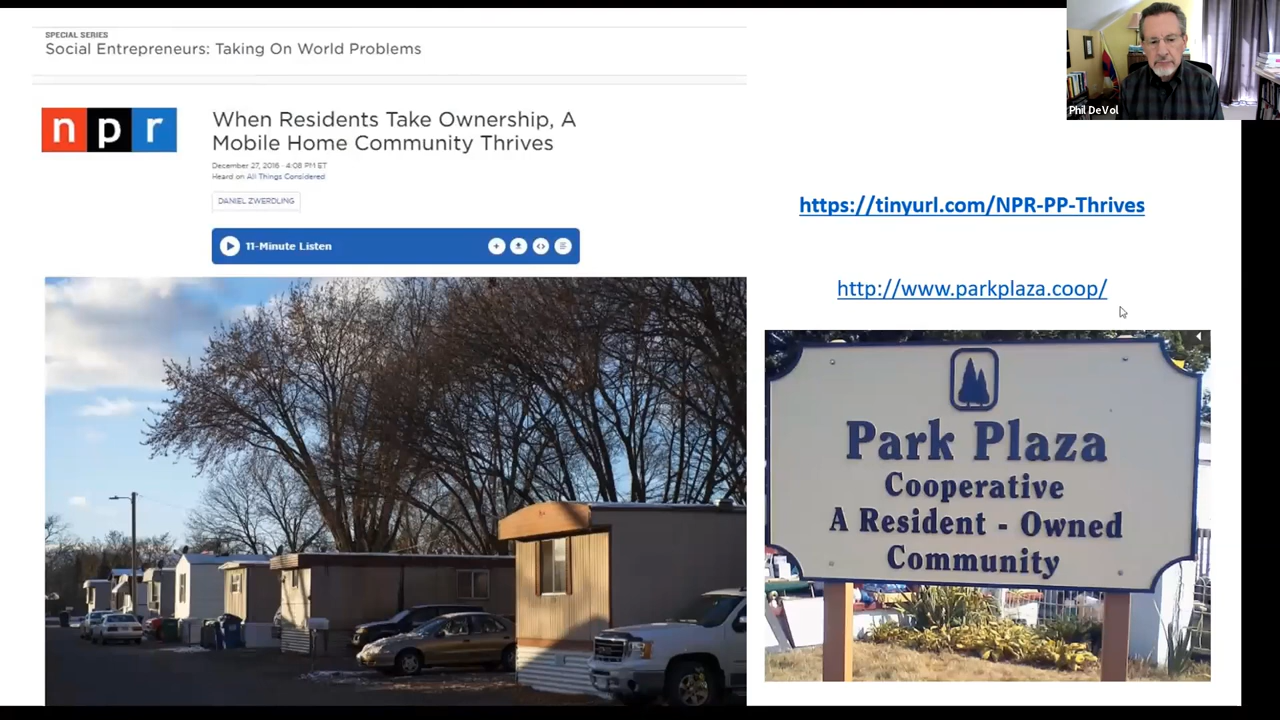 SPECIAL SERIES
Social Entrepreneurs: Taking On World Problems
npr
When Residents Take Ownership, A
Mobile Home Community Thrives
December 27, 2016 · 4:08 PM ET
Heard on All Things Considered
DANIEL ZWERDLING
11-Minute Listen
Phil DeVol
https://tinyurl.com/NPR-PP-Thrives
http://www.parkplaza.coop/
Park Plaza
Cooperative
A Resident - Owned
Community